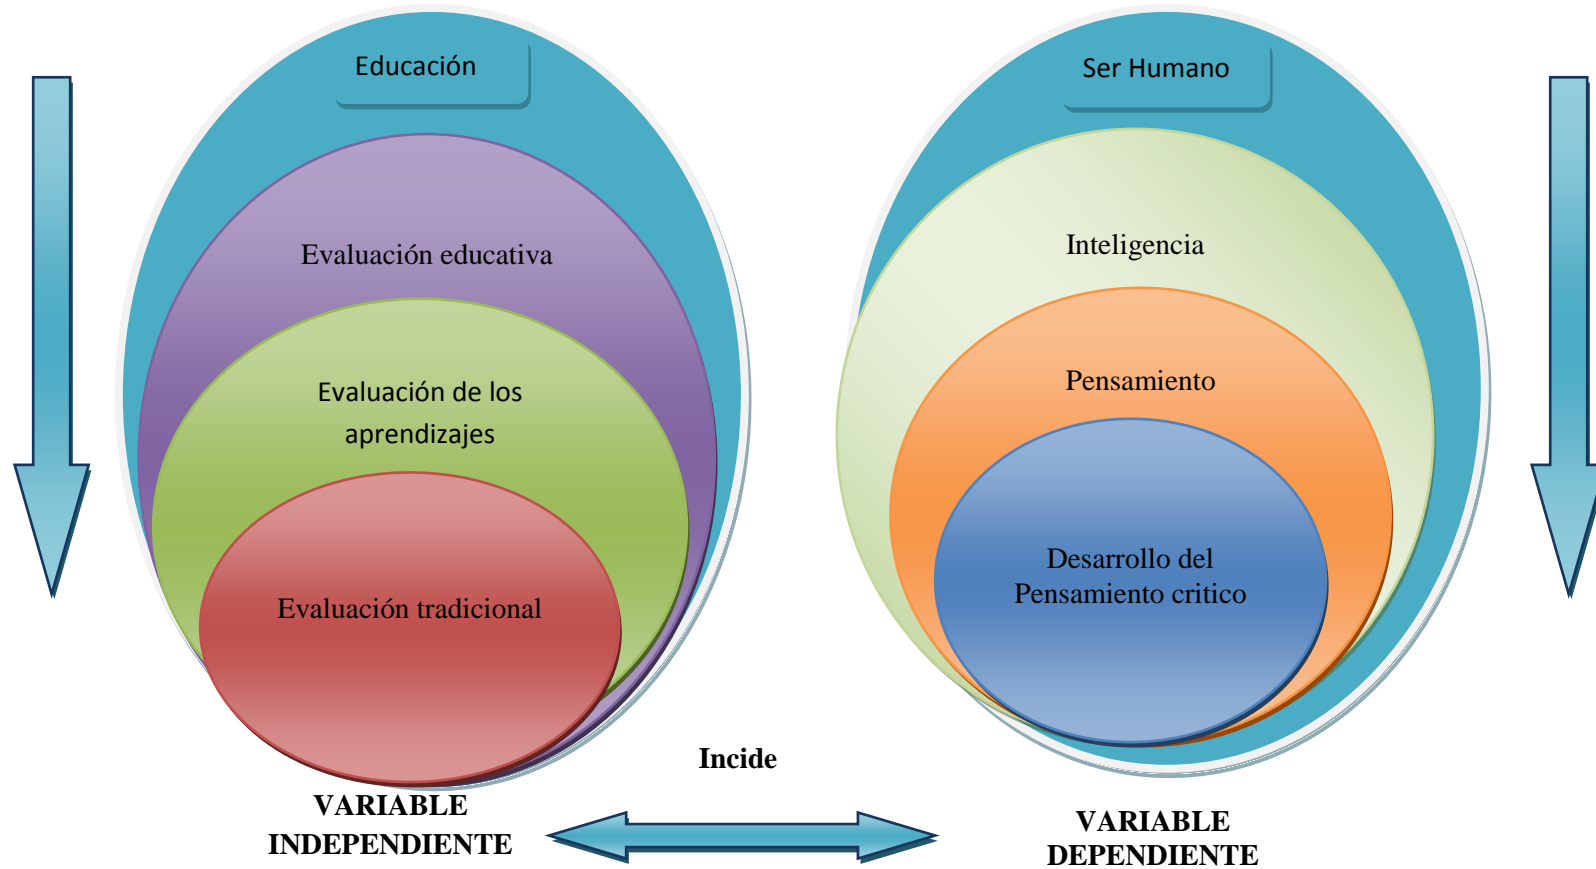 Educación
Evaluación educativa
Evaluación de los
aprendizajes
Evaluación tradicional
VARIABLE
INDEPENDIENTE
Incide
Ser Humano
Inteligencia
Pensamiento
Desarrollo del
Pensamiento critico
VARIABLE
DEPENDIENTE